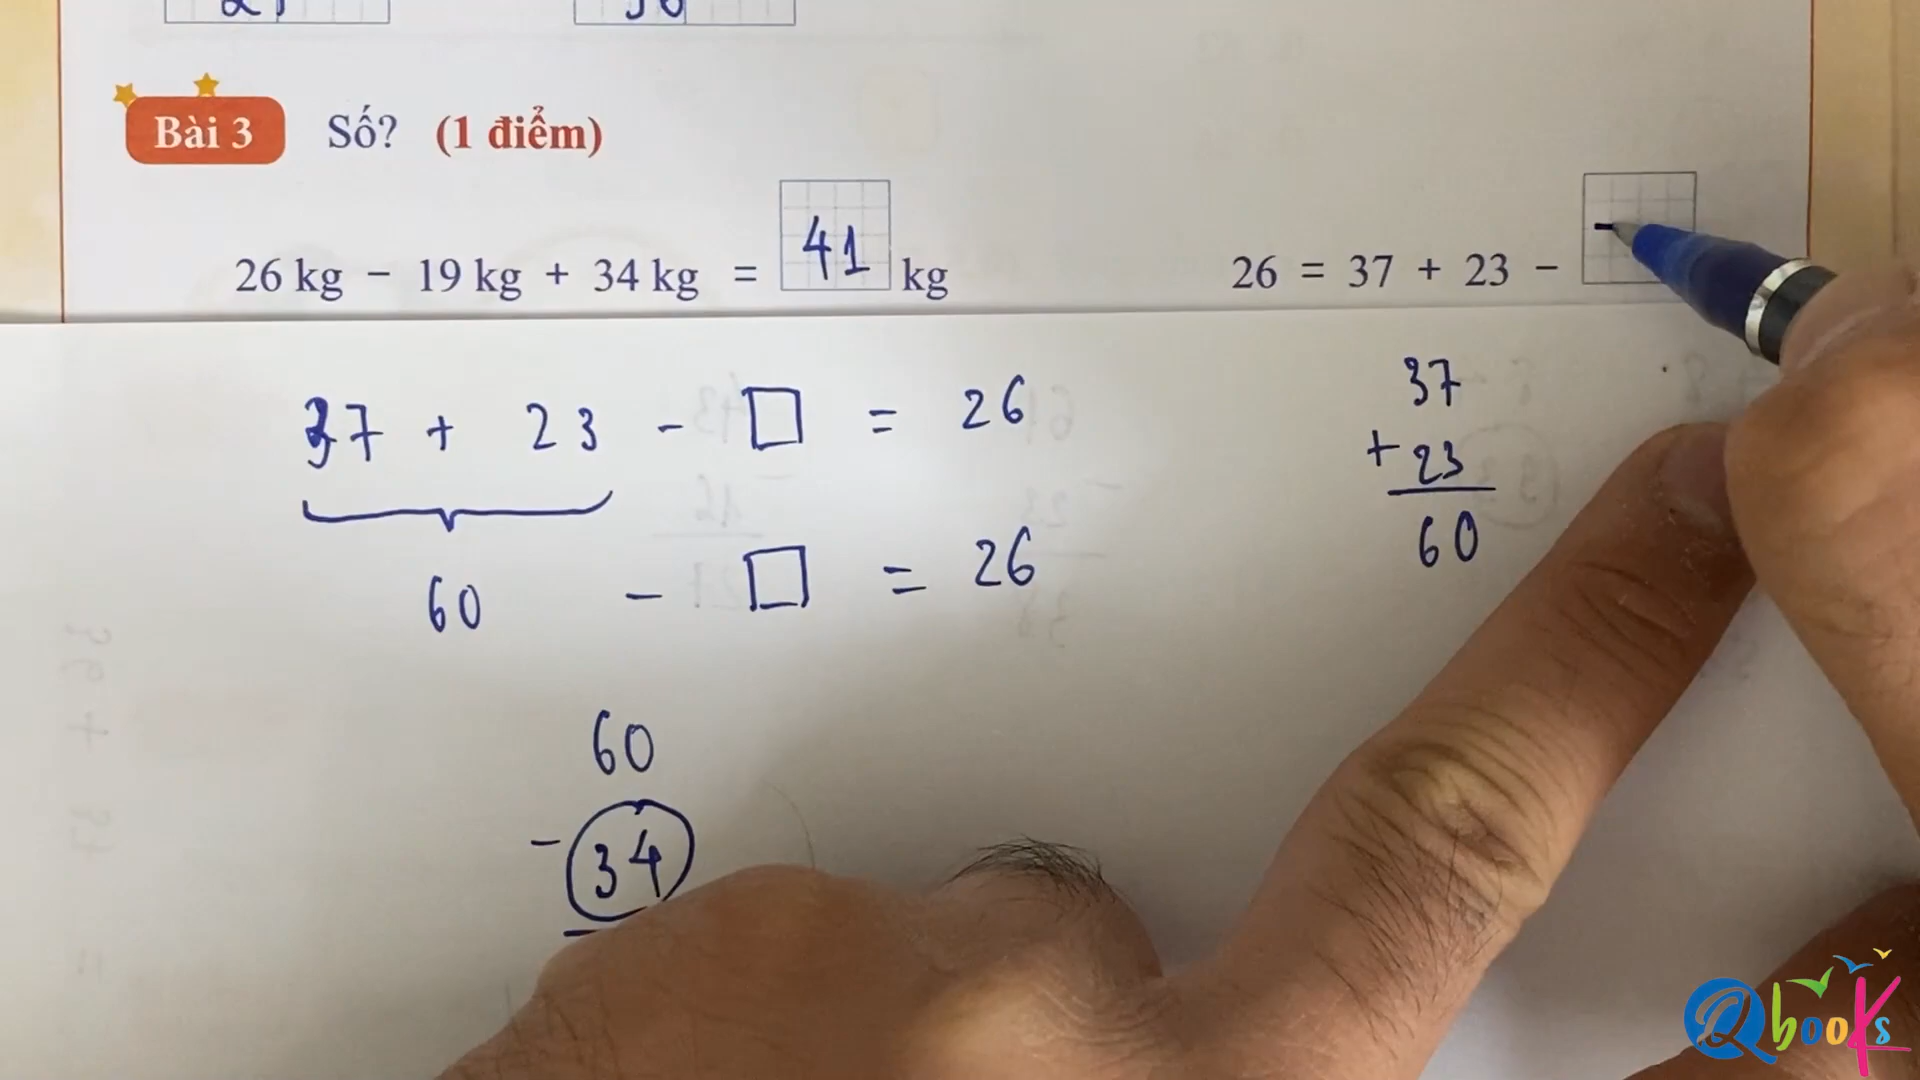 Bài 3 Số? (1 điểm)
26 kg − 19 kg + 34 kg = 41 kg
26 = 37 + 23 −
37 + 23 - □ = 26
60 - □ = 26
37
+ 23
60
60
- 34
Qbooks